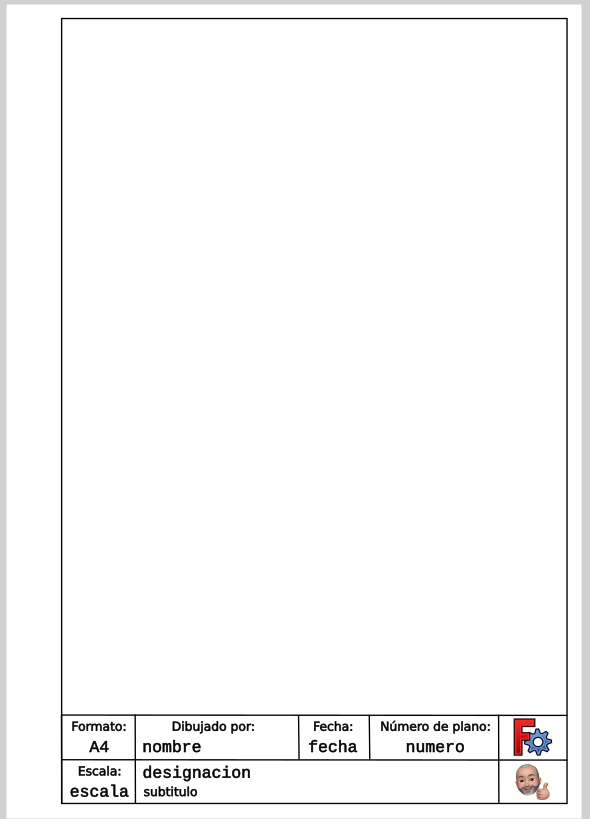 Formato:
Dibujado por:
Fecha:
Número de plano:
A4
nombre
fecha
numero
Escala:
designacion
escala
subtitulo